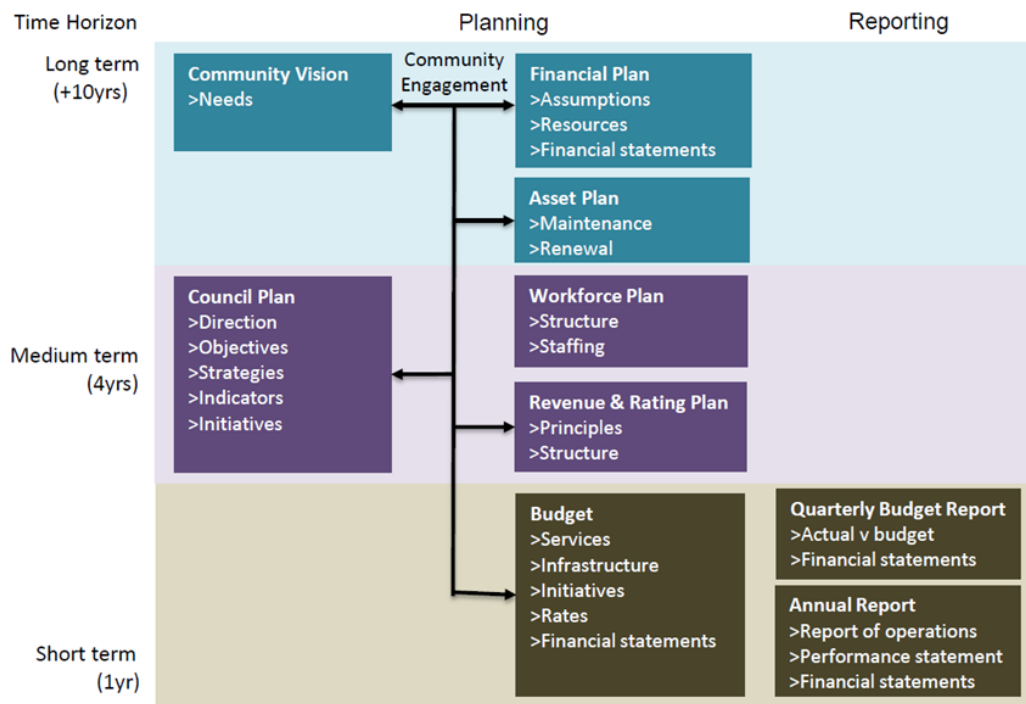 Time Horizon
Planning
Reporting
Long term
(+10yrs)
Community Vision
>Needs
Community
Engagement
Financial Plan
>Assumptions
>Resources
>Financial statements
Asset Plan
>Maintenance
>Renewal
Medium term
(4yrs)
Council Plan
>Direction
>Objectives
>Strategies
>Indicators
>Initiatives
Workforce Plan
>Structure
>Staffing
Revenue & Rating Plan
>Principles
>Structure
Short term
(1yr)
Budget
>Services
>Infrastructure
>Initiatives
>Rates
>Financial statements
Quarterly Budget Report
>Actual v budget
>Financial statements
Annual Report
>Report of operations
>Performance statement
>Financial statements